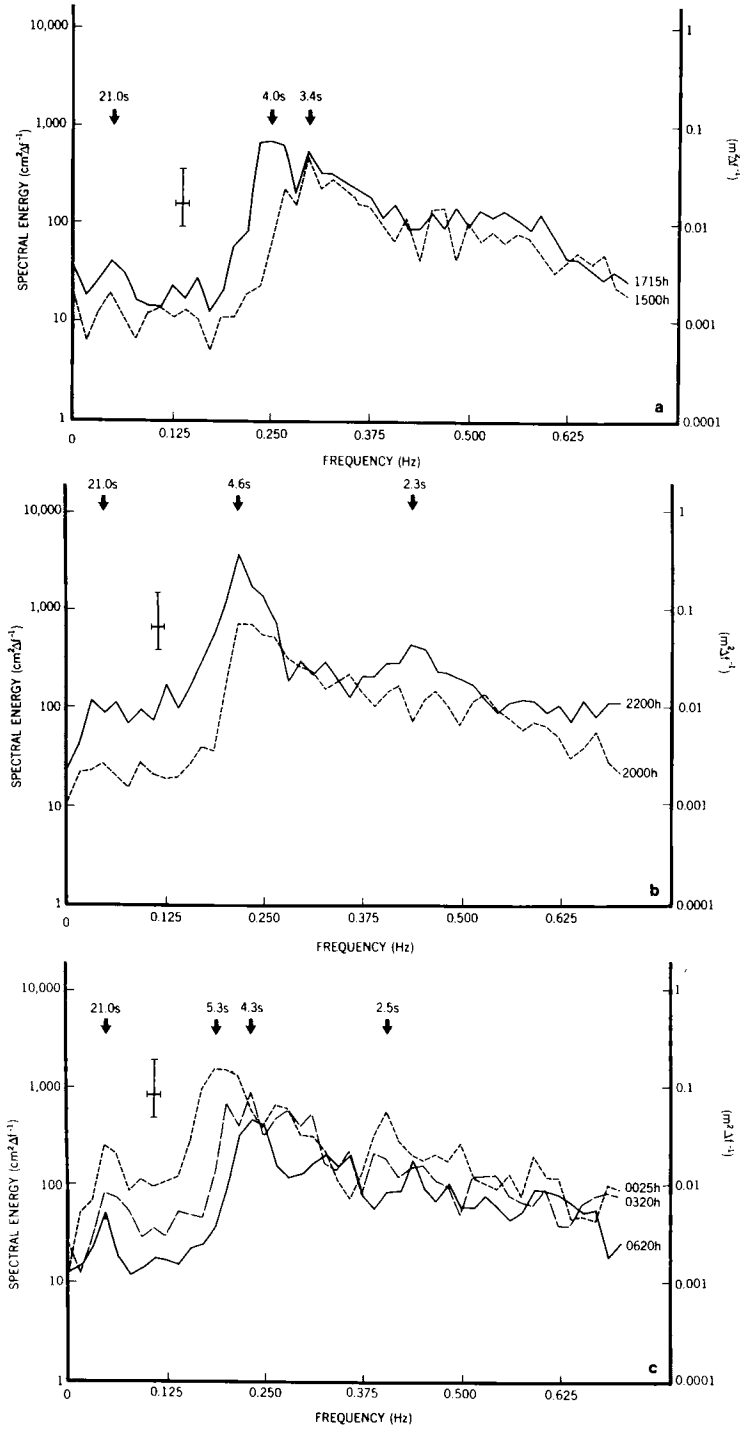 10,000
1,000
100
10
1
SPECTRAL ENERGY (cm²Δf⁻¹)
21.0s
4.0s
3.4s
1
0.1
0.01
0.001
0.0001
(m²Δf⁻¹)
1715h
1500h
a
0
0.125
0.250
0.375
0.500
0.625
FREQUENCY (Hz)
10,000
1,000
100
10
1
SPECTRAL ENERGY (cm²Δf⁻¹)
21.0s
4.6s
2.3s
1
0.1
0.01
0.001
0.0001
(m²Δf⁻¹)
2200h
2000h
b
0
0.125
0.250
0.375
0.500
0.625
FREQUENCY (Hz)
10,000
1,000
100
10
1
SPECTRAL ENERGY (cm²Δf⁻¹)
21.0s
5.3s
4.3s
2.5s
1
0.1
0.01
0.001
0.0001
(m²Δf⁻¹)
0025h
0320h
0620h
c
0
0.125
0.250
0.375
0.500
0.625
FREQUENCY (Hz)